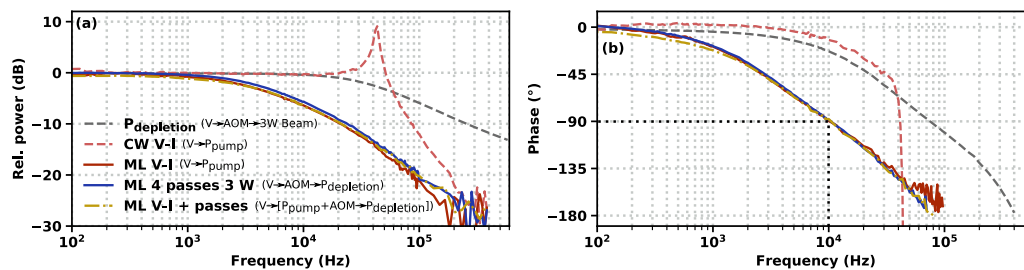 (a)
Rel. power (dB)
10
0
−10
−20
−30
P_depletion (V→AOM→3W Beam)
CW V-I (V→P_pump)
ML V-I (V→P_pump)
ML 4 passes 3 W (V→AOM→P_depletion)
ML V-I + passes (V→[P_pump+AOM→P_depletion])
10^2 10^3 10^4 10^5
Frequency (Hz)
(b)
Phase (°)
0
−45
−90
−135
−180
10^2 10^3 10^4 10^5
Frequency (Hz)